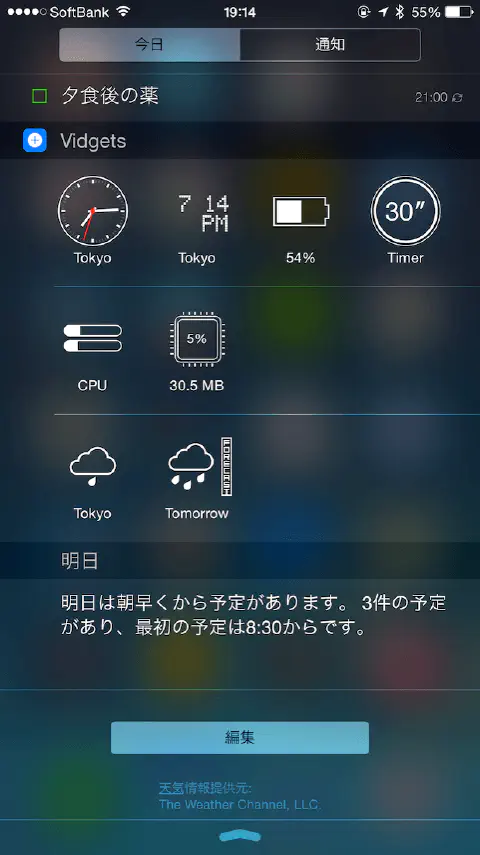 SoftBank 19:14 55%
今日 通知
夕食後の薬 21:00
Vidgets
7 14
PM
30″
Tokyo Tokyo 54% Timer
5%
CPU 30.5 MB
FORECAST
Tokyo Tomorrow
明日
明日は朝早くから予定があります。 3件の予定
があり、最初の予定は8:30からです。
編集
天気情報提供元:
The Weather Channel, LLC.